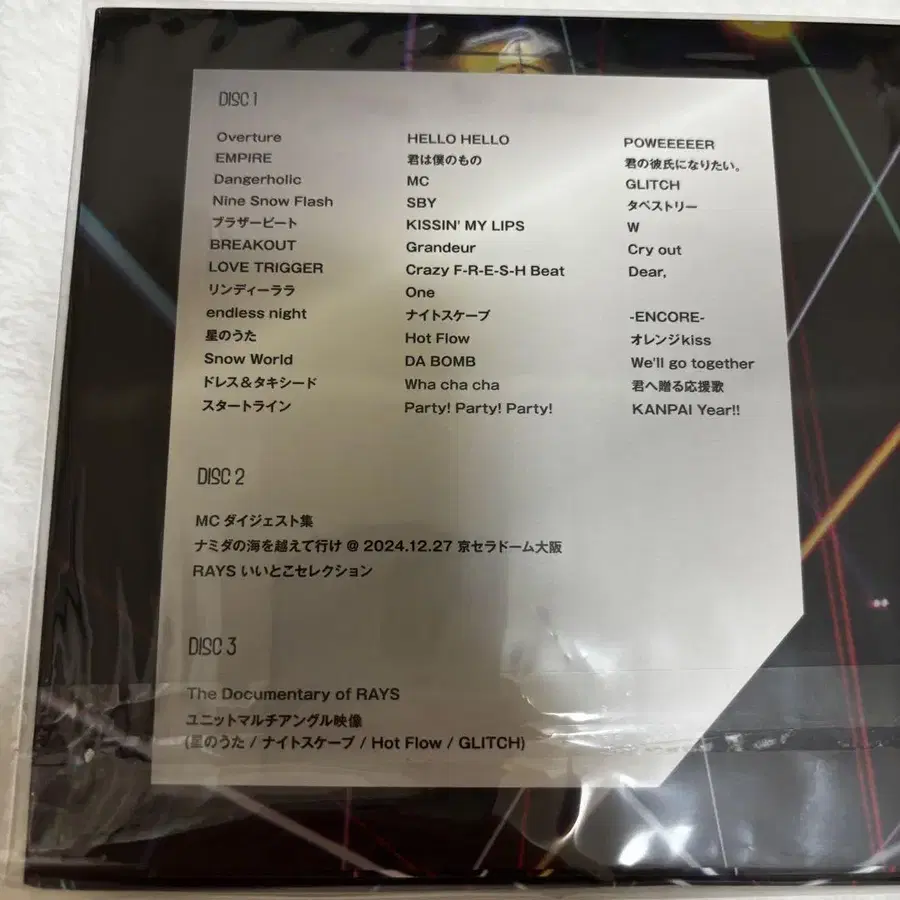 DISC 1
Overture
EMPIRE
Dangerholic
Nine Snow Flash
ブラザービート
BREAKOUT
LOVE TRIGGER
リンディーララ
endless night
星のうた
Snow World
ドレス&タキシード
スタートライン
HELLO HELLO
君は僕のもの
MC
SBY
KISSIN' MY LIPS
Grandeur
Crazy F-R-E-S-H Beat
One
ナイトスケープ
Hot Flow
DA BOMB
Wha cha cha
Party! Party! Party!
POWEEEEER
君の彼氏になりたい。
GLITCH
タペストリー
W
Cry out
Dear,
-ENCORE-
オレンジkiss
We'll go together
君へ贈る応援歌
KANPAI Year!!
DISC 2
MC ダイジェスト集
ナミダの海を越えて行け @ 2024.12.27 京セラドーム大阪
RAYS いいとこセレクション
DISC 3
The Documentary of RAYS
ユニットマルチアングル映像
(星のうた / ナイトスケープ / Hot Flow / GLITCH)